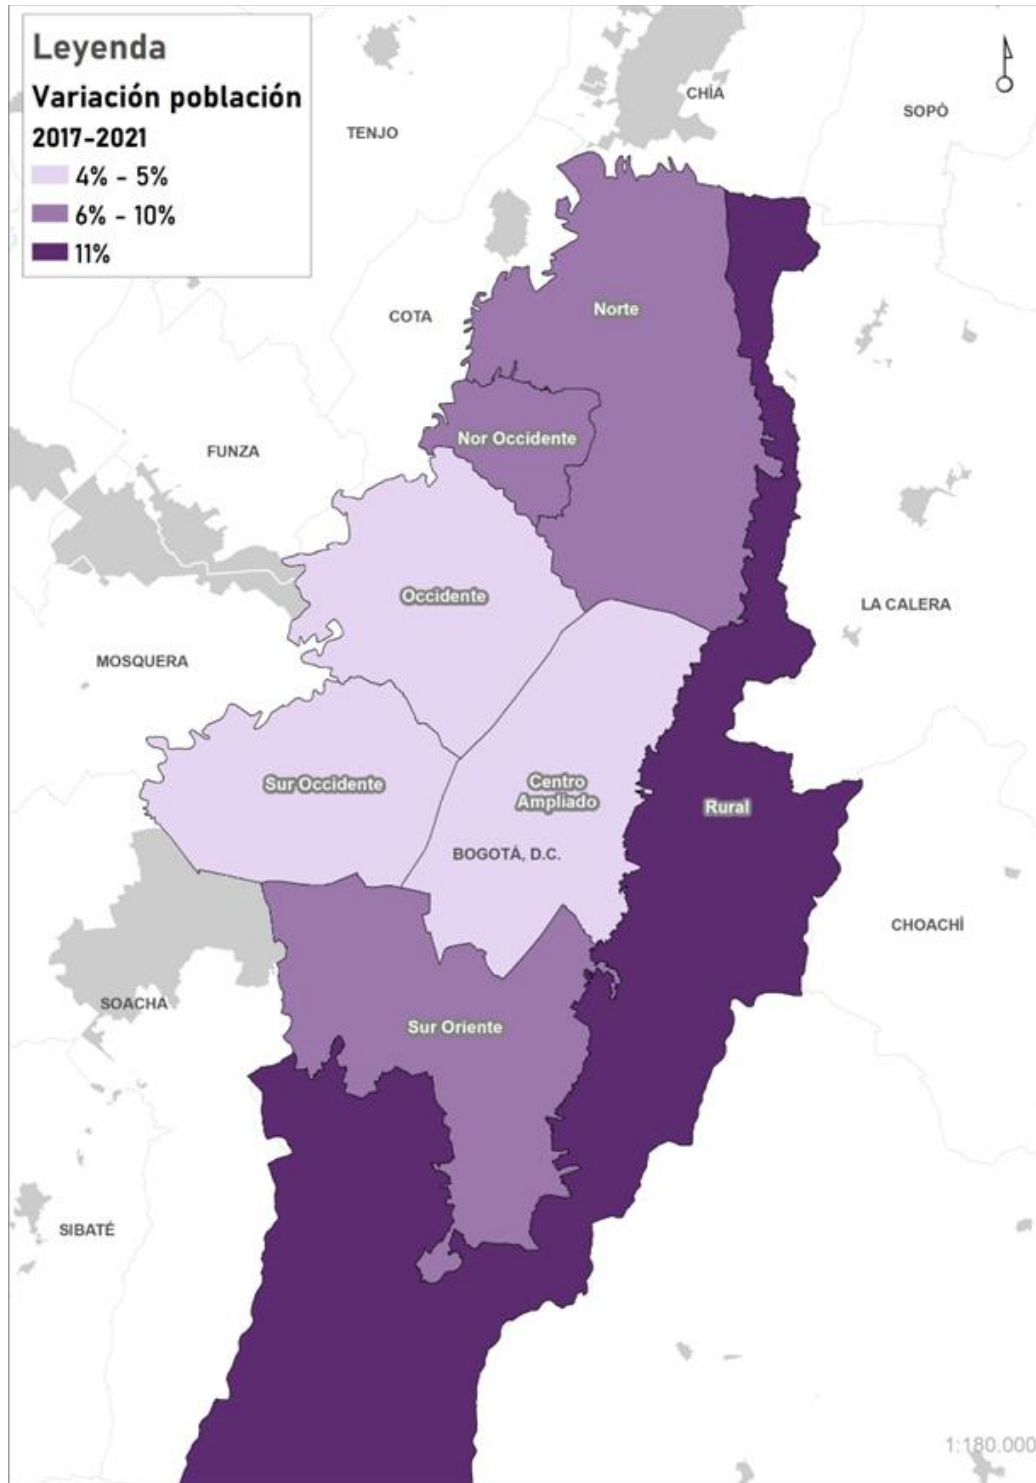 Leyenda
Variación población
2017-2021
4% - 5%
6% - 10%
11%
CHÍA
SOPÓ
TENJO
COTA
Norte
Nor Occidente
FUNZA
Occidente
LA CALERA
MOSQUERA
Sur Occidente
Centro
Ampliado
Rural
BOGOTÁ, D.C.
CHOACHÍ
SOACHA
Sur Oriente
SIBATÉ
1:180.000